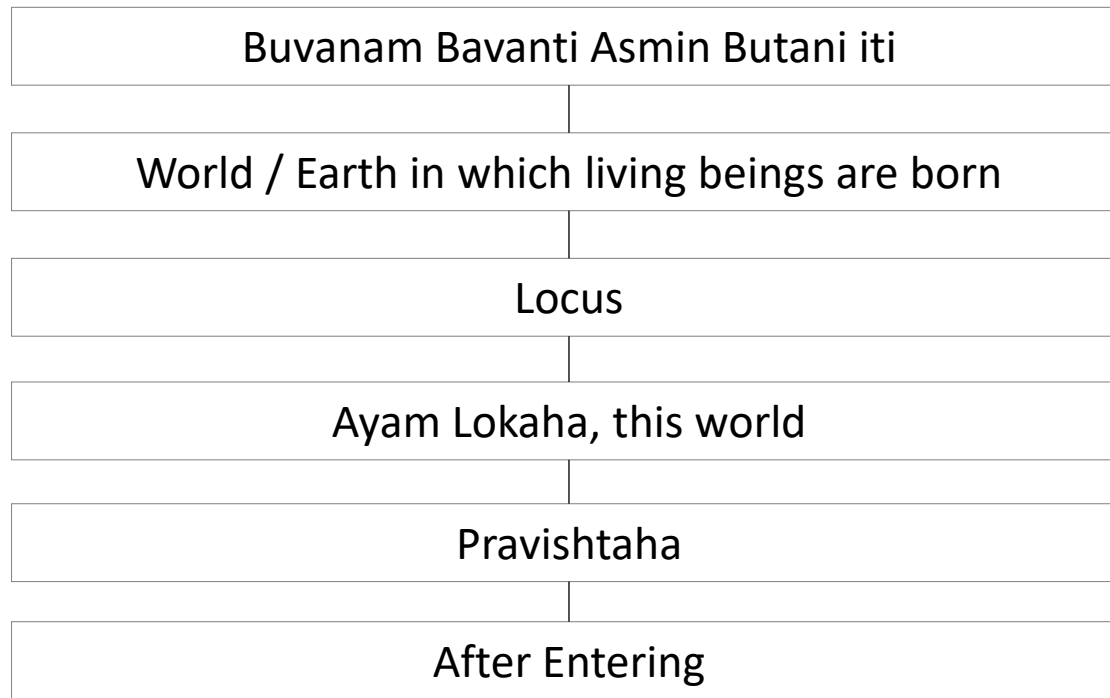 Buvanam Bavanti Asmin Butani iti
World / Earth in which living beings are born
Locus
Ayam Lokaha, this world
Pravishtaha
After Entering